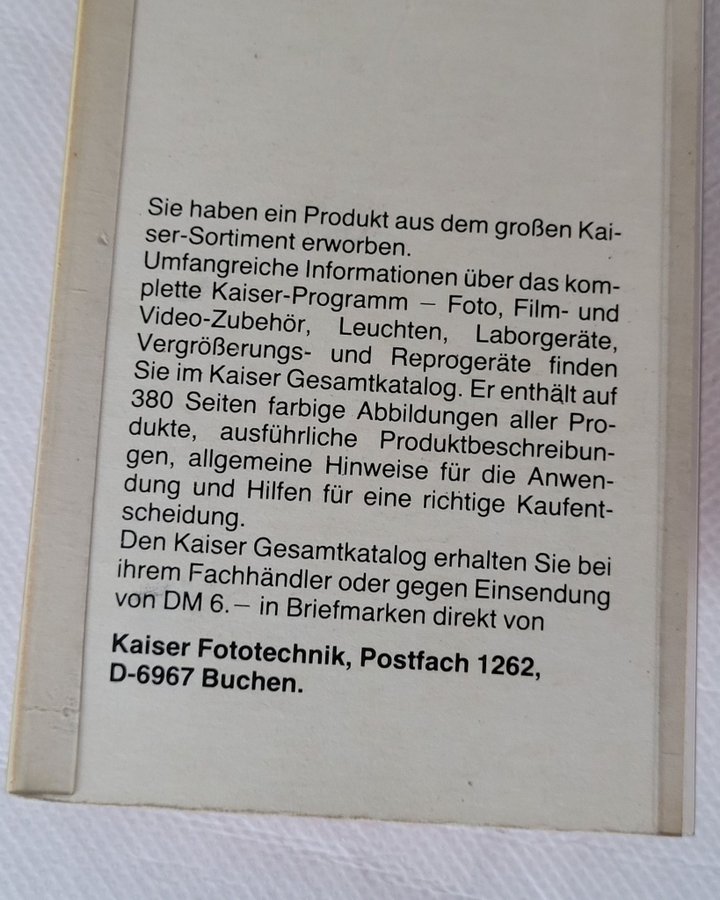 Sie haben ein Produkt aus dem großen Kai-
ser-Sortiment erworben.
Umfangreiche Informationen über das kom-
plette Kaiser-Programm – Foto, Film- und
Video-Zubehör, Leuchten, Laborgeräte,
Vergrößerungs- und Reprogeräte finden
Sie im Kaiser Gesamtkatalog. Er enthält auf
380 Seiten farbige Abbildungen aller Pro-
dukte, ausführliche Produktbeschreibun-
gen, allgemeine Hinweise für die Anwen-
dung und Hilfen für eine richtige Kaufent-
scheidung.
Den Kaiser Gesamtkatalog erhalten Sie bei
ihrem Fachhändler oder gegen Einsendung
von DM 6.– in Briefmarken direkt von
Kaiser Fototechnik, Postfach 1262,
D-6967 Buchen.